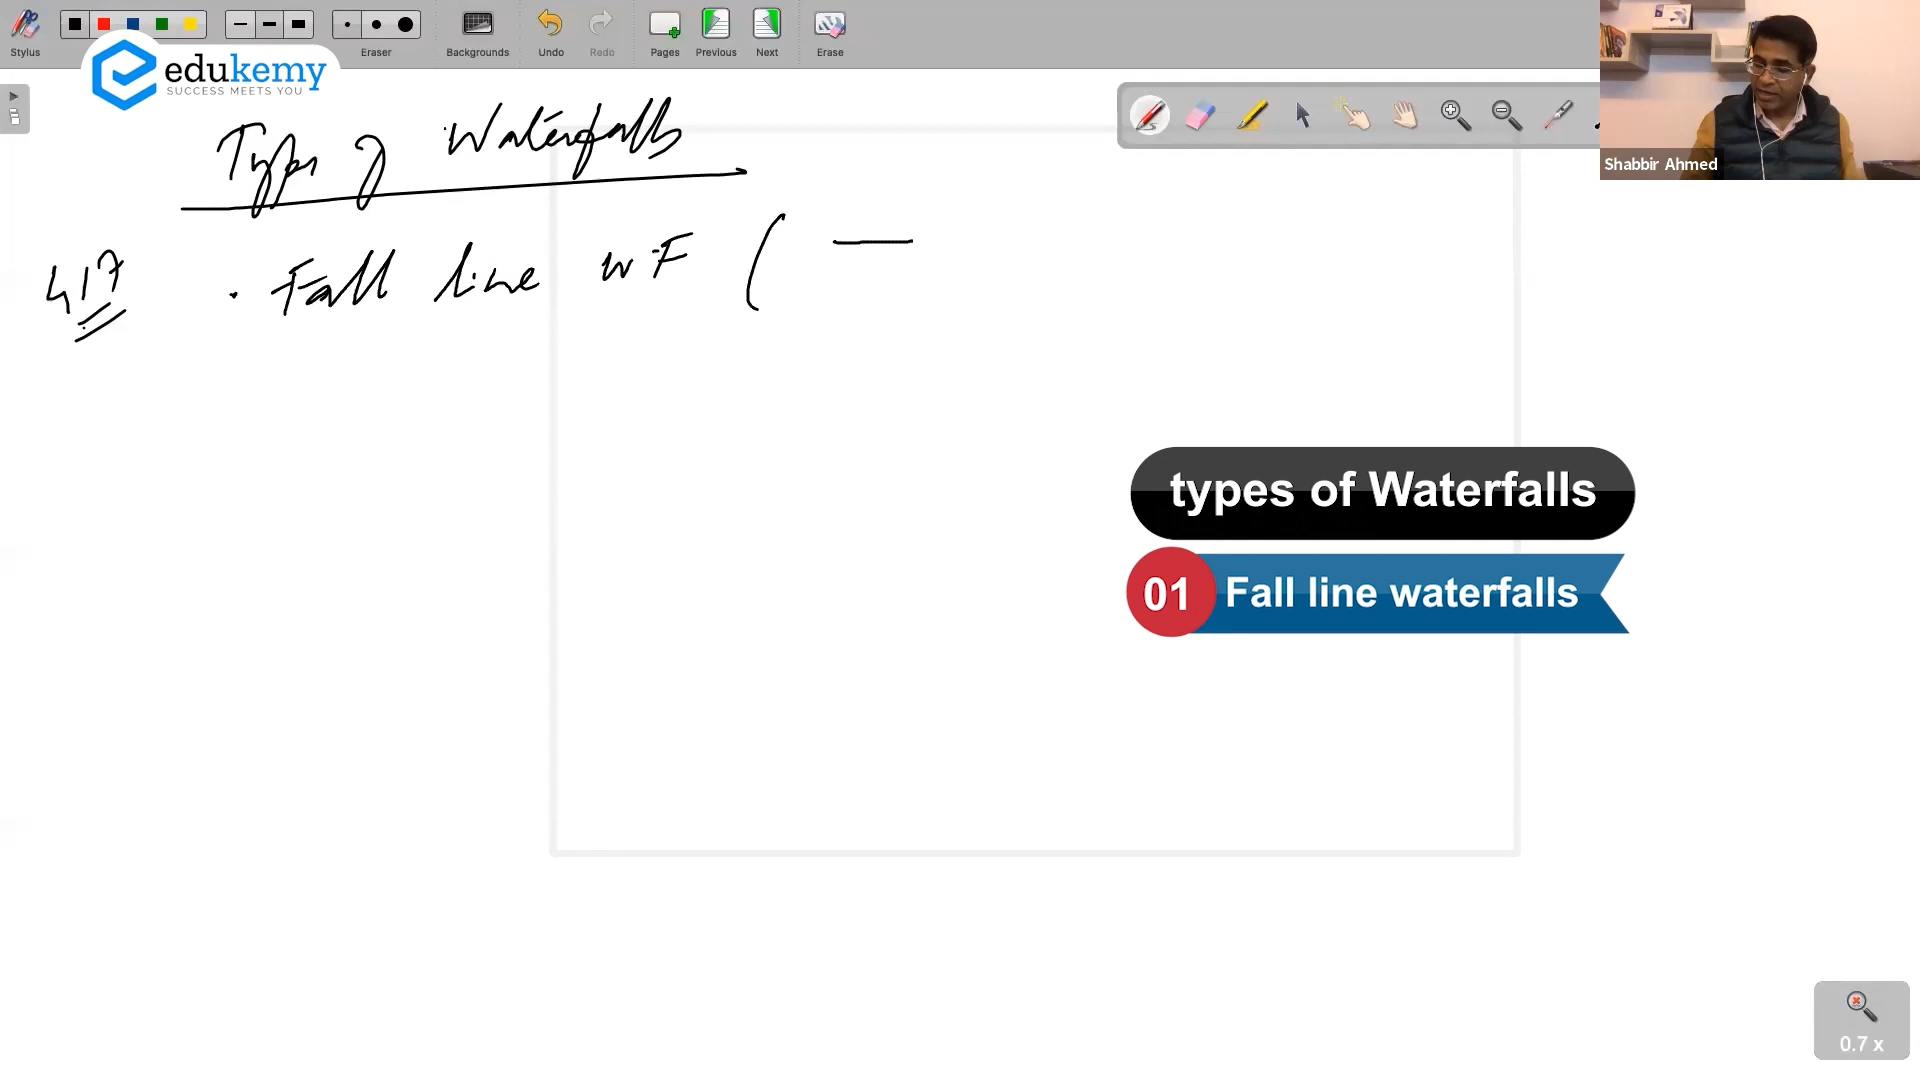 Stylus
Eraser
Backgrounds
Undo
Redo
Pages
Previous
Next
Erase
edukemy
SUCCESS MEETS YOU
Shabbir Ahmed
Types of Waterfalls
417 . Fall line WF (
types of Waterfalls
01 Fall line waterfalls
0.7 x